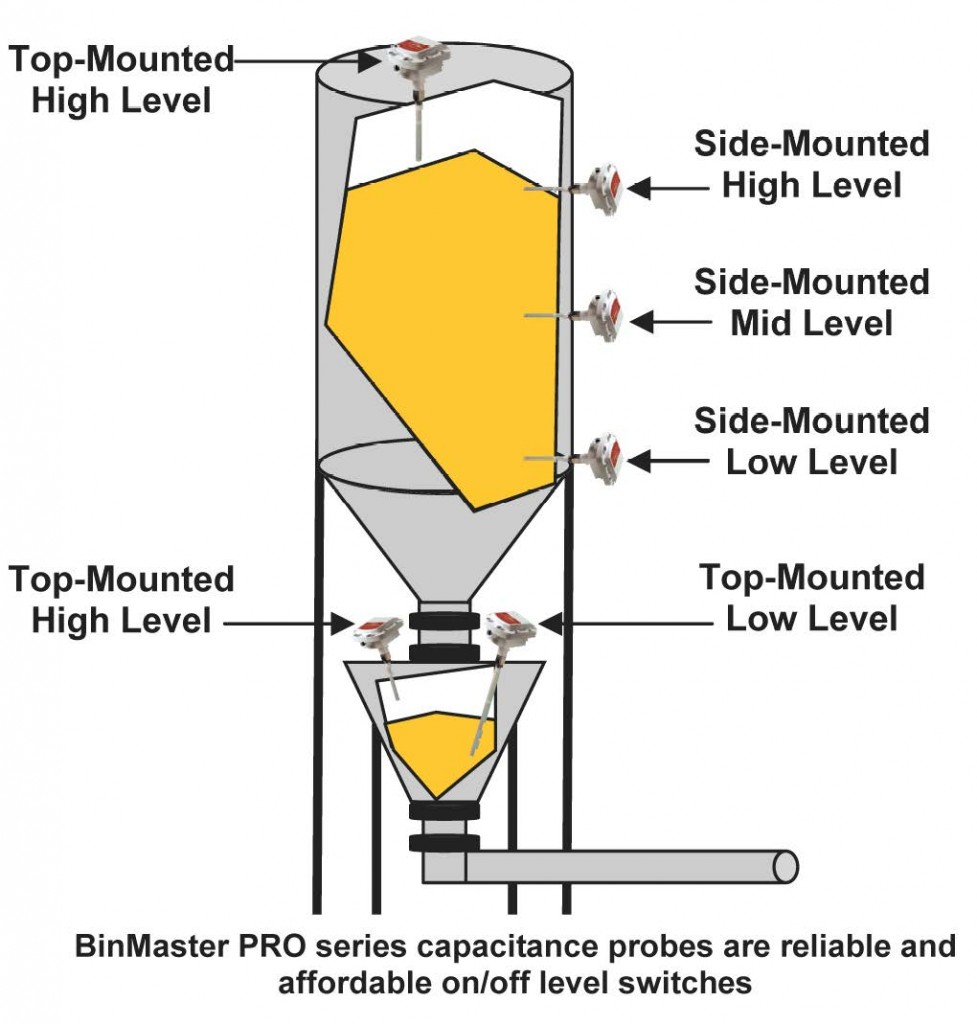 Top-Mounted
High Level
Side-Mounted
High Level
Side-Mounted
Mid Level
Side-Mounted
Low Level
Top-Mounted
High Level
Top-Mounted
Low Level
BinMaster PRO series capacitance probes are reliable and
affordable on/off level switches